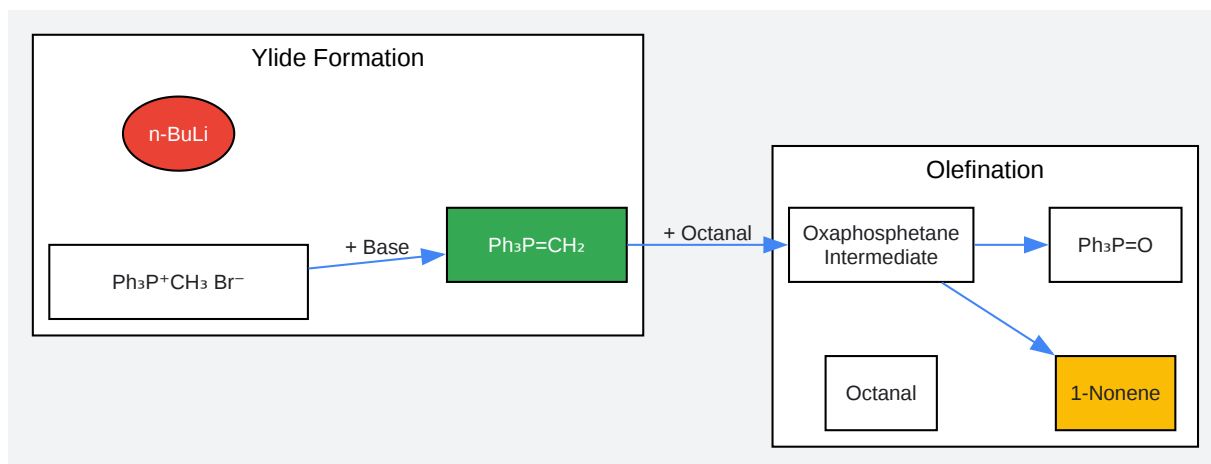 Ylide Formation
n-BuLi
Ph₃P⁺CH₃ Br⁻
+ Base
Ph₃P=CH₂
+ Octanal
Olefination
Oxaphosphetane
Intermediate
Ph₃P=O
Octanal
1-Nonene